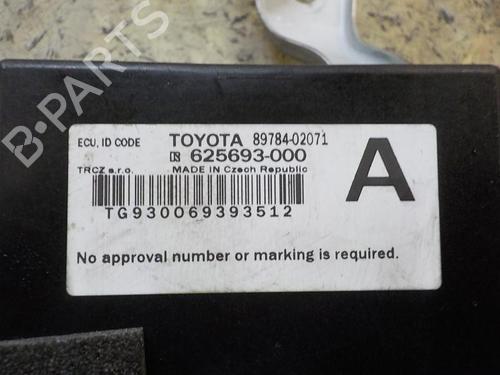 B-PARTS
ECU, ID CODE TOYOTA 89784-02071
625693-000
TRCZ s.r.o. MADE IN Czech Republic
A
TG930069393512
No approval number or marking is required.